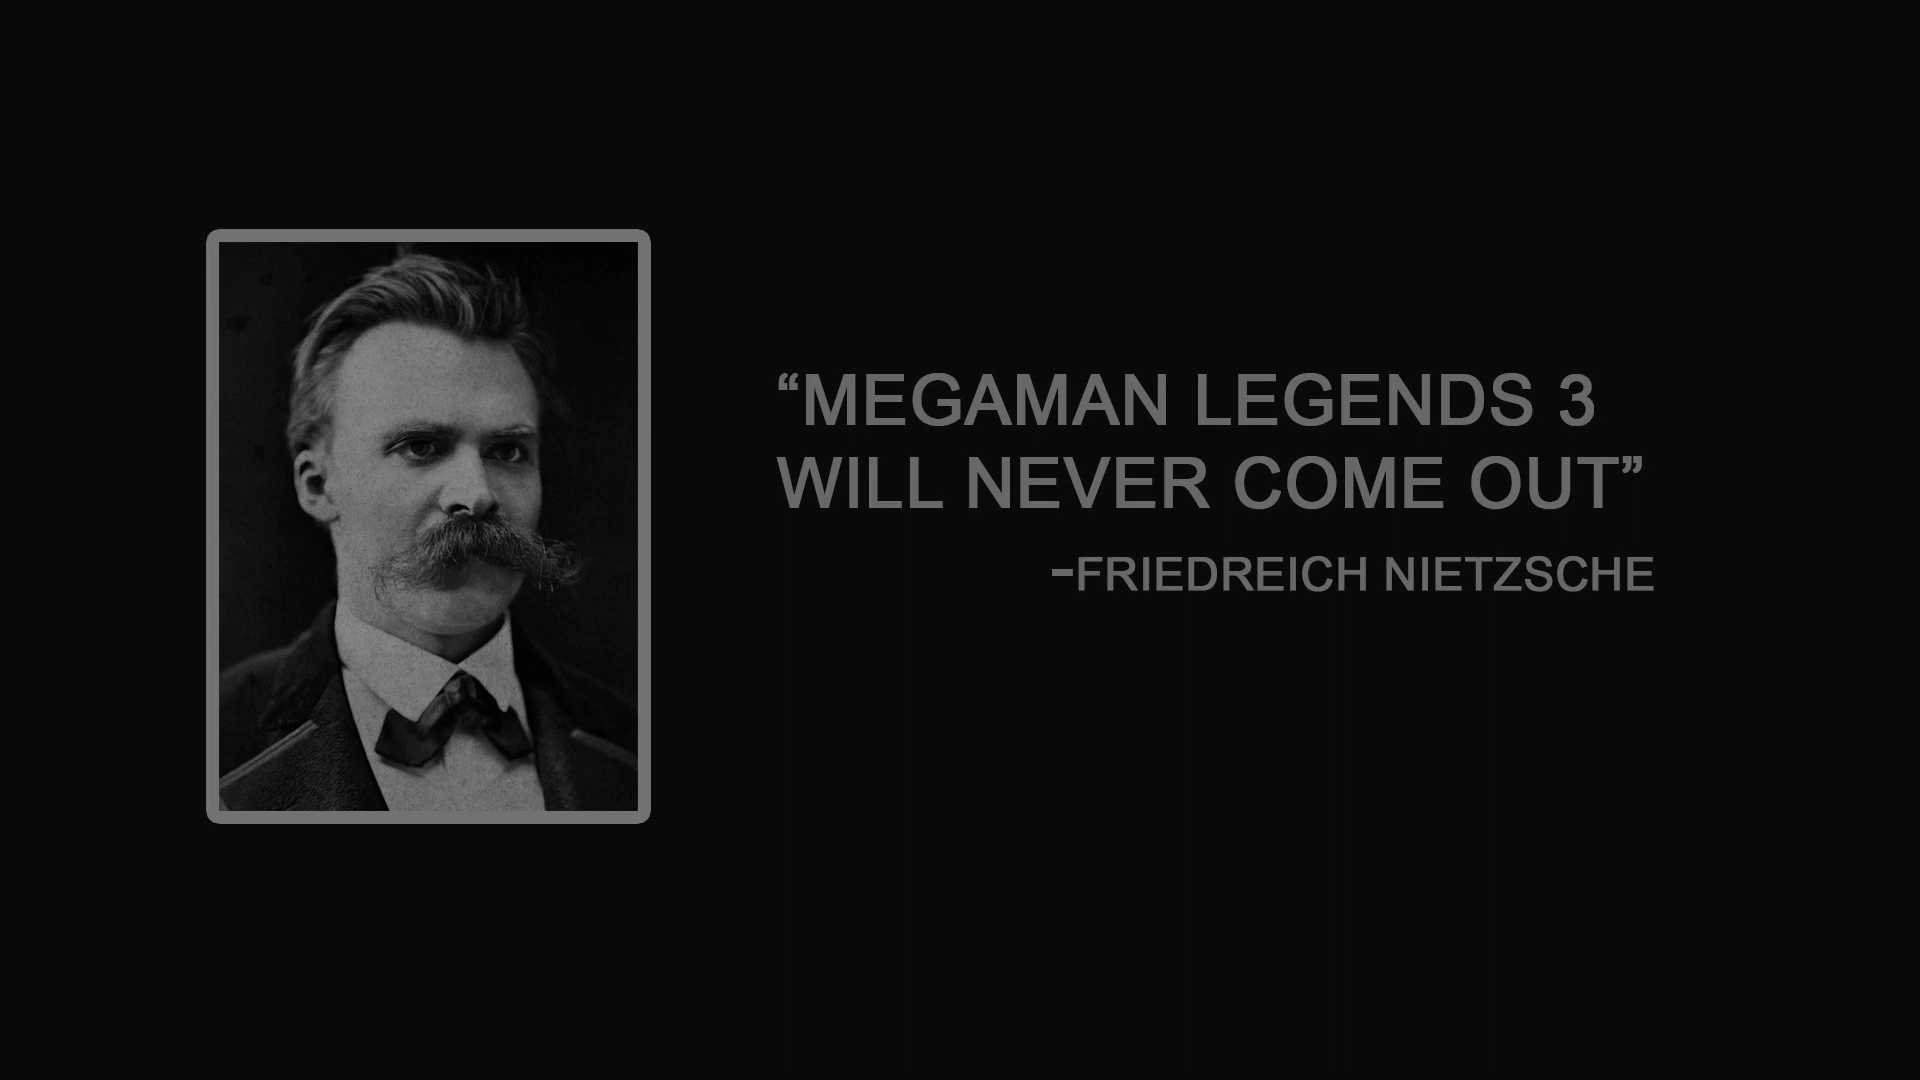 “MEGAMAN LEGENDS 3
WILL NEVER COME OUT”
-FRIEDREICH NIETZSCHE